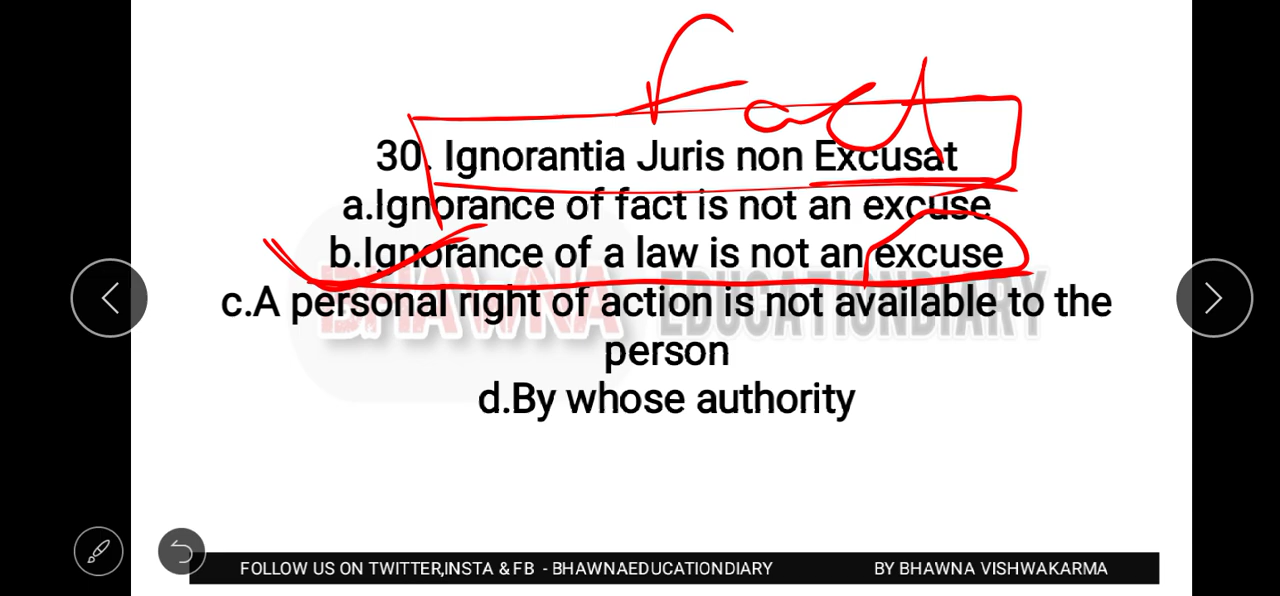 Fact
30. Ignorantia Juris non Excusat
a.Ignorance of fact is not an excuse
b.Ignorance of a law is not an excuse
c.A personal right of action is not available to the
person
d.By whose authority
BHAWNA EDUCATIONDIARY
FOLLOW US ON TWITTER,INSTA & FB - BHAWNAEDUCATIONDIARY BY BHAWNA VISHWAKARMA